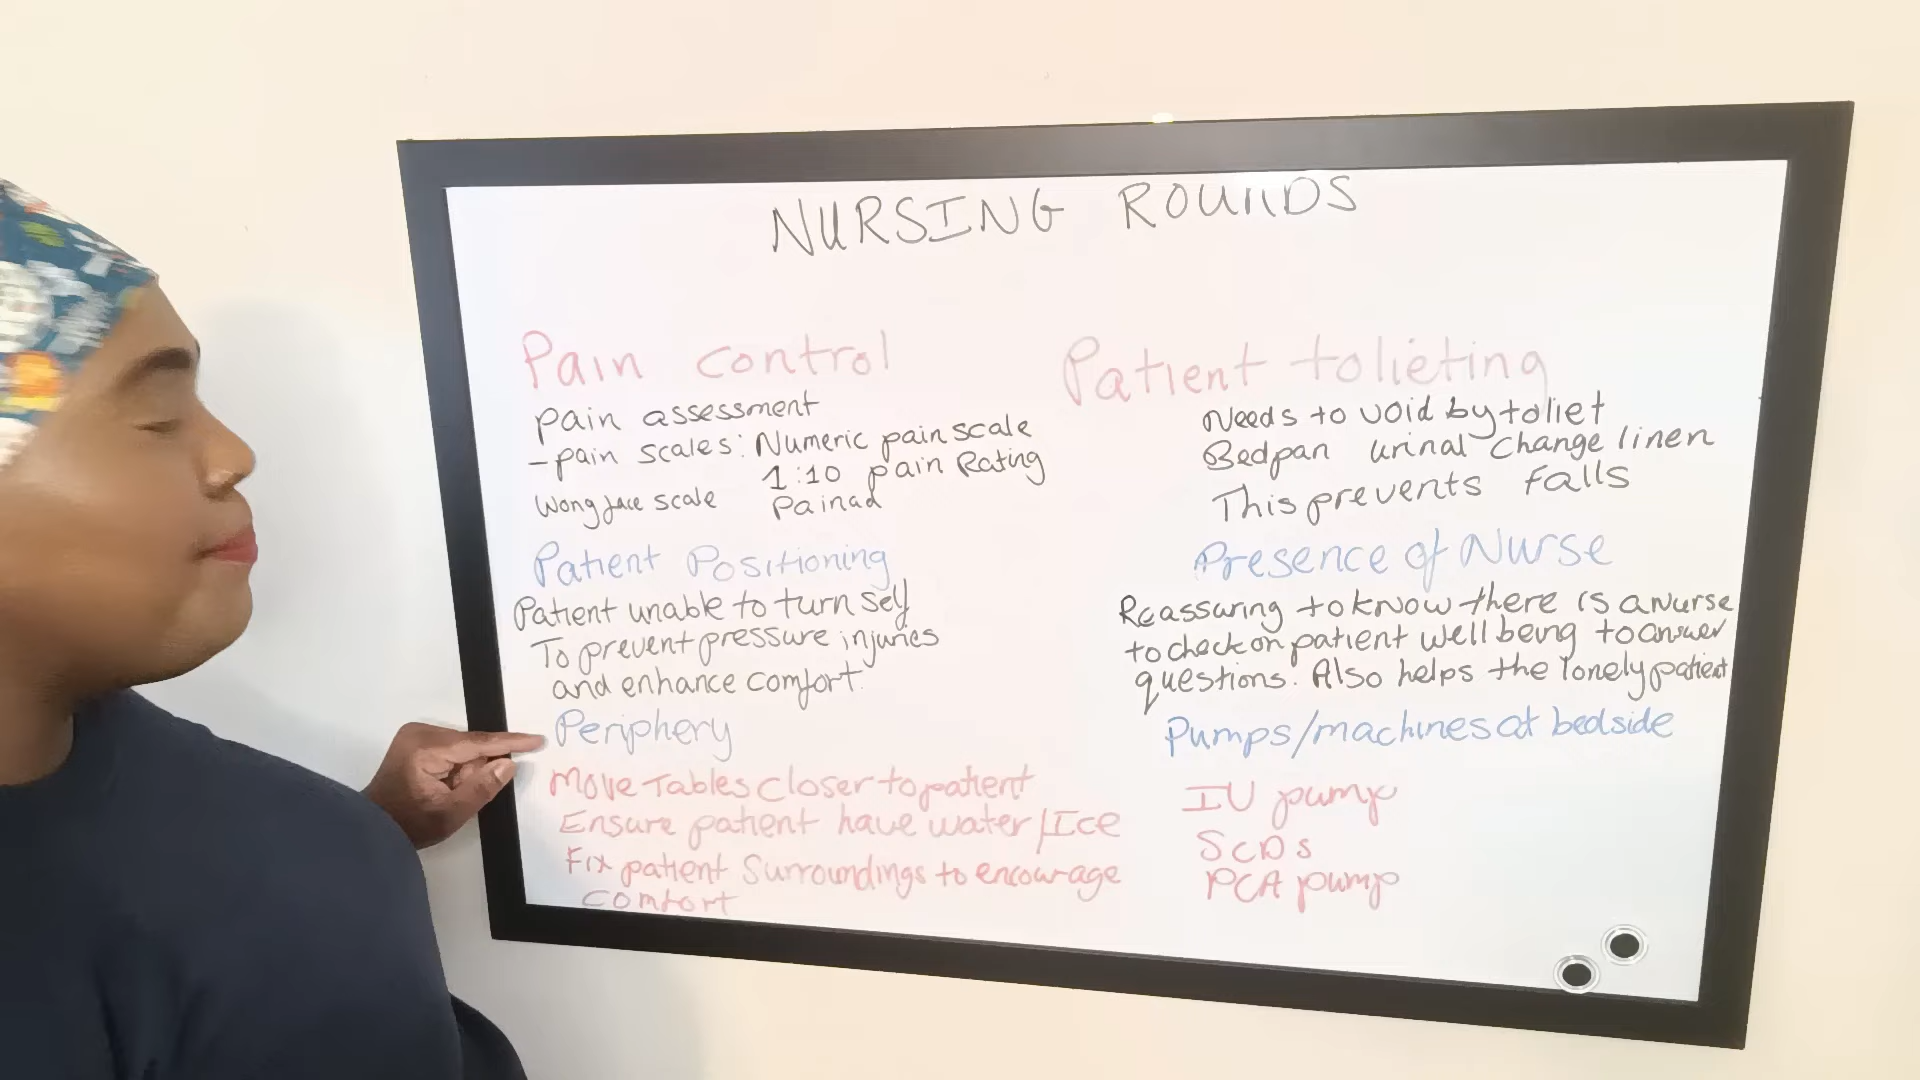 NURSING ROUNDS
Pain control
pain assessment
- pain scales: Numeric pain scale
1:10 pain Rating
Wong face scale Painad
Patient Positioning
Patient unable to turn self
To prevent pressure injuries
and enhance comfort.
Periphery
Move Tables closer to patient
Ensure patient have water/Ice
Fix patient Surroundings to encourage
comfort
Patient tolieting
Needs to void by toliet
Bedpan urinal change linen
This prevents falls
Presence of Nurse
Reassuring to know there is a nurse
to check on patient well being to answer
questions. Also helps the lonely patient
Pumps/machines at bedside
IV pump
SCDs
PCA pump